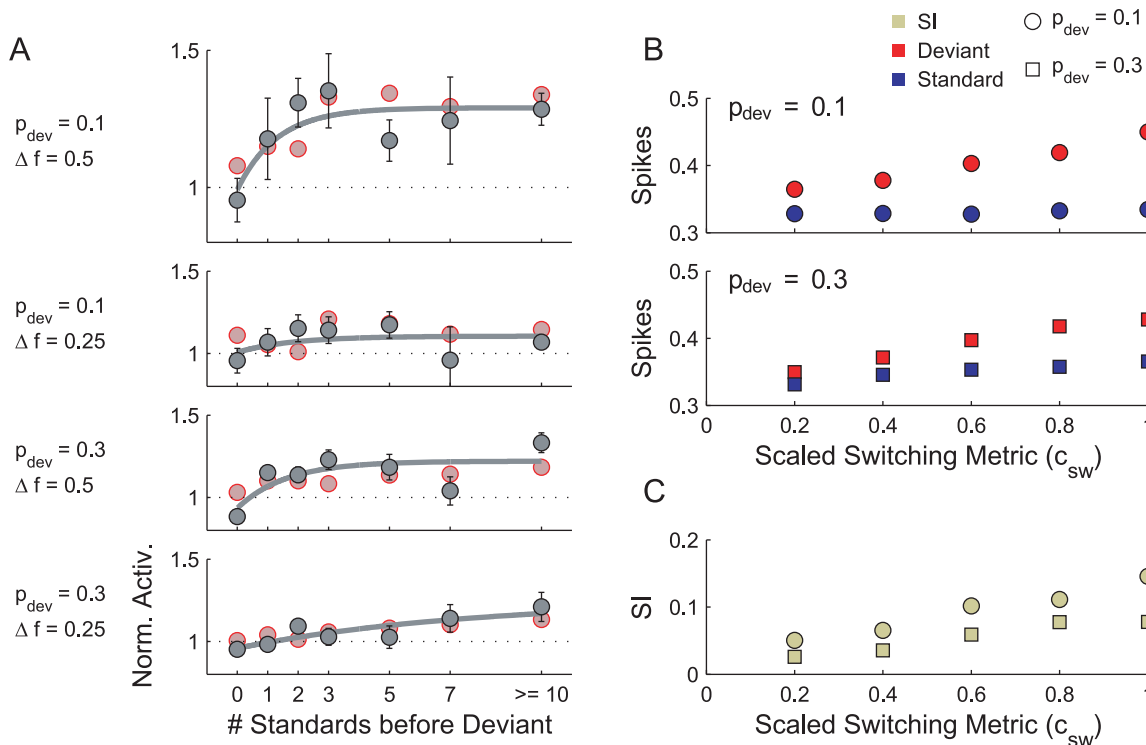 A
p_dev = 0.1
Δ f = 0.5
1.5
1
p_dev = 0.1
Δ f = 0.25
1.5
1
p_dev = 0.3
Δ f = 0.5
1.5
1
p_dev = 0.3
Δ f = 0.25
1.5
1
Norm. Activ.
0 1 2 3 5 7 >= 10
# Standards before Deviant
SI
Deviant
Standard
p_dev = 0.1
p_dev = 0.3
B
p_dev = 0.1
0.5
0.4
0.3
Spikes
p_dev = 0.3
0.5
0.4
0.3
Spikes
0 0.2 0.4 0.6 0.8 1
Scaled Switching Metric (c_sw)
C
0.2
0.1
0
SI
0 0.2 0.4 0.6 0.8 1
Scaled Switching Metric (c_sw)